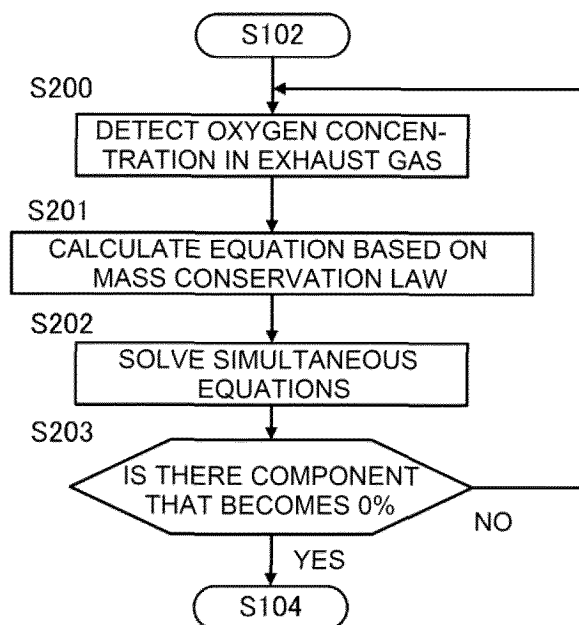 S102
S200
DETECT OXYGEN CONCEN-
TRATION IN EXHAUST GAS
S201
CALCULATE EQUATION BASED ON
MASS CONSERVATION LAW
S202
SOLVE SIMULTANEOUS
EQUATIONS
S203
IS THERE COMPONENT
THAT BECOMES 0%
NO
YES
S104